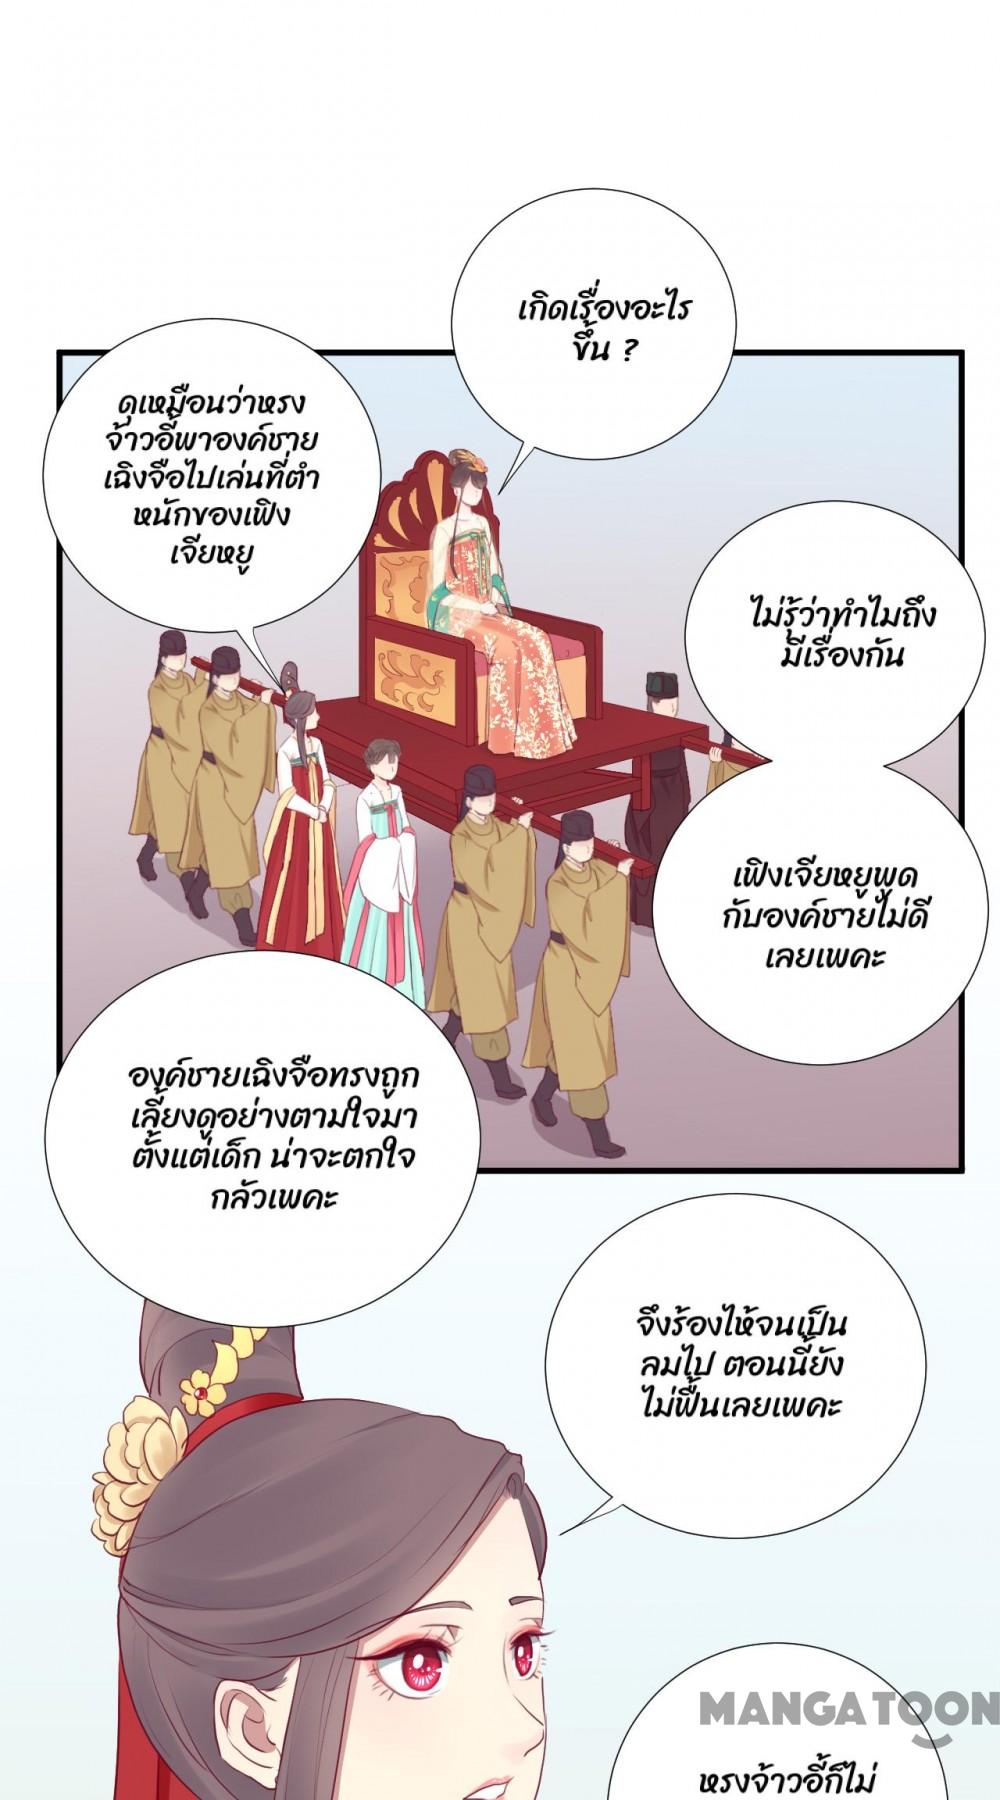 เกิดเรื่องอะไร
ขึ้น ?
ดุเหมือนว่าหรง
จ้าวอี้พาองค์ชาย
เฉิงจือไปเล่นที่ตำ
หนักของเฟิง
เจียหยู
ไม่รู้ว่าทำไมถึง
มีเรื่องกัน
เฟิงเจียหยูพูด
กับองค์ชายไม่ดี
เลยเพคะ
องค์ชายเฉิงจือทรงถูก
เลี้ยงดูอย่างตามใจมา
ตั้งแต่เด็ก น่าจะตกใจ
กลัวเพคะ
จึงร้องไห้จนเป็น
ลมไป ตอนนี้ยัง
ไม่ฟื้นเลยเพคะ
MANGATOON
หรงจ้าวอี้ก็ไม่